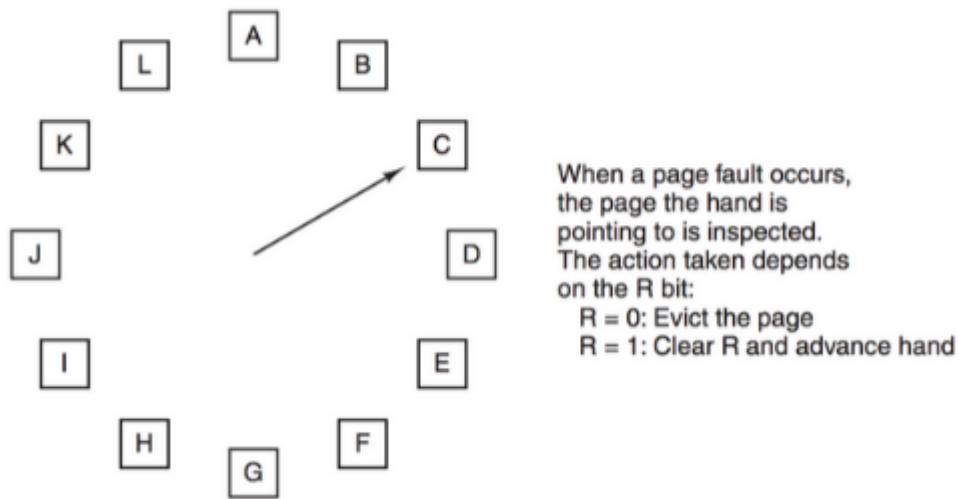 A
L
B
K
C
J
D
I
E
H
F
G
When a page fault occurs,
the page the hand is
pointing to is inspected.
The action taken depends
on the R bit:
R = 0: Evict the page
R = 1: Clear R and advance hand